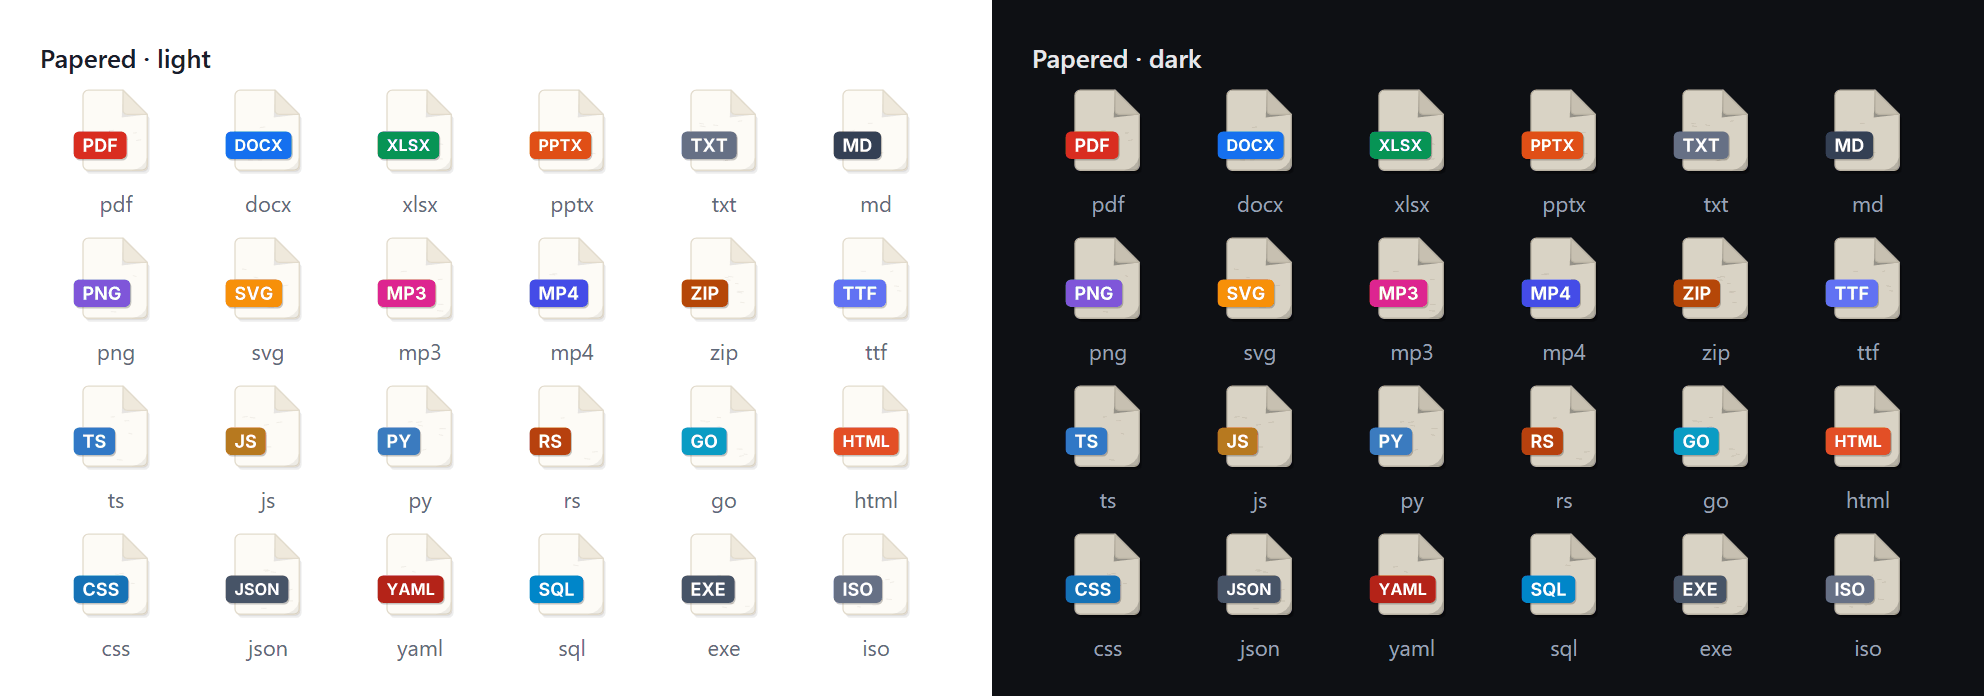 Papered · light
PDF DOCX XLSX PPTX TXT MD
pdf docx xlsx pptx txt md
PNG SVG MP3 MP4 ZIP TTF
png svg mp3 mp4 zip ttf
TS JS PY RS GO HTML
ts js py rs go html
CSS JSON YAML SQL EXE ISO
css json yaml sql exe iso
Papered · dark
PDF DOCX XLSX PPTX TXT MD
pdf docx xlsx pptx txt md
PNG SVG MP3 MP4 ZIP TTF
png svg mp3 mp4 zip ttf
TS JS PY RS GO HTML
ts js py rs go html
CSS JSON YAML SQL EXE ISO
css json yaml sql exe iso